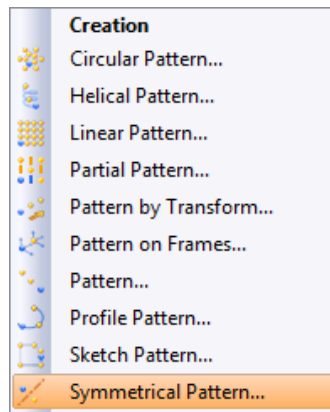 Creation
Circular Pattern...
Helical Pattern...
Linear Pattern...
Partial Pattern...
Pattern by Transform...
Pattern on Frames...
Pattern...
Profile Pattern...
Sketch Pattern...
Symmetrical Pattern...